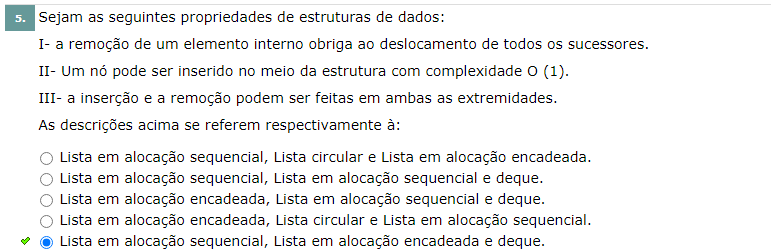 5. Sejam as seguintes propriedades de estruturas de dados:
I- a remoção de um elemento interno obriga ao deslocamento de todos os sucessores.
II- Um nó pode ser inserido no meio da estrutura com complexidade O (1).
III- a inserção e a remoção podem ser feitas em ambas as extremidades.
As descrições acima se referem respectivamente à:
Lista em alocação sequencial, Lista circular e Lista em alocação encadeada.
Lista em alocação sequencial, Lista em alocação sequencial e deque.
Lista em alocação encadeada, Lista em alocação sequencial e deque.
Lista em alocação encadeada, Lista circular e Lista em alocação sequencial.
Lista em alocação sequencial, Lista em alocação encadeada e deque.